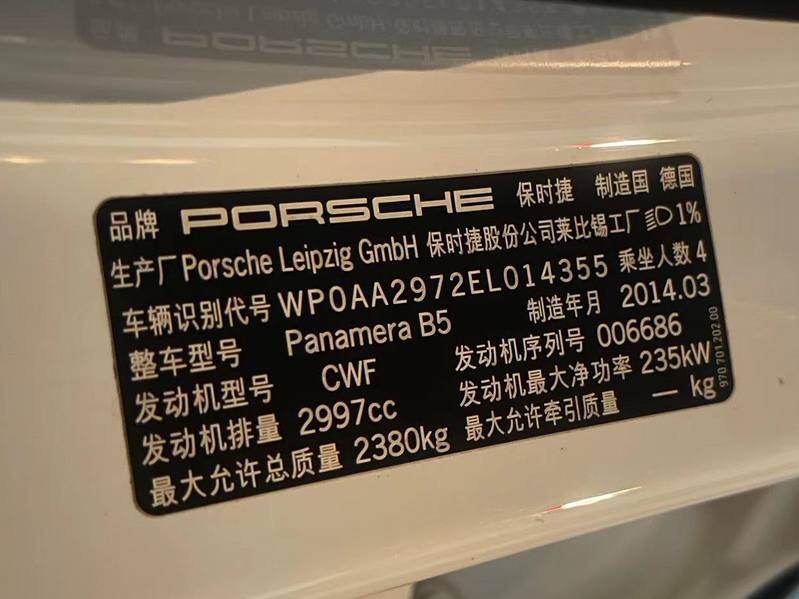 品牌 PORSCHE 保时捷 制造国 德国
生产厂 Porsche Leipzig GmbH 保时捷股份公司莱比锡工厂 1%
车辆识别代号 WP0AA2972EL014355 乘坐人数 4
整车型号 Panamera B5 制造年月 2014.03
发动机型号 CWF 发动机序列号 006686
发动机排量 2997cc 发动机最大净功率 235kW
最大允许总质量 2380kg 最大允许牵引质量 — kg
970.701.202.00